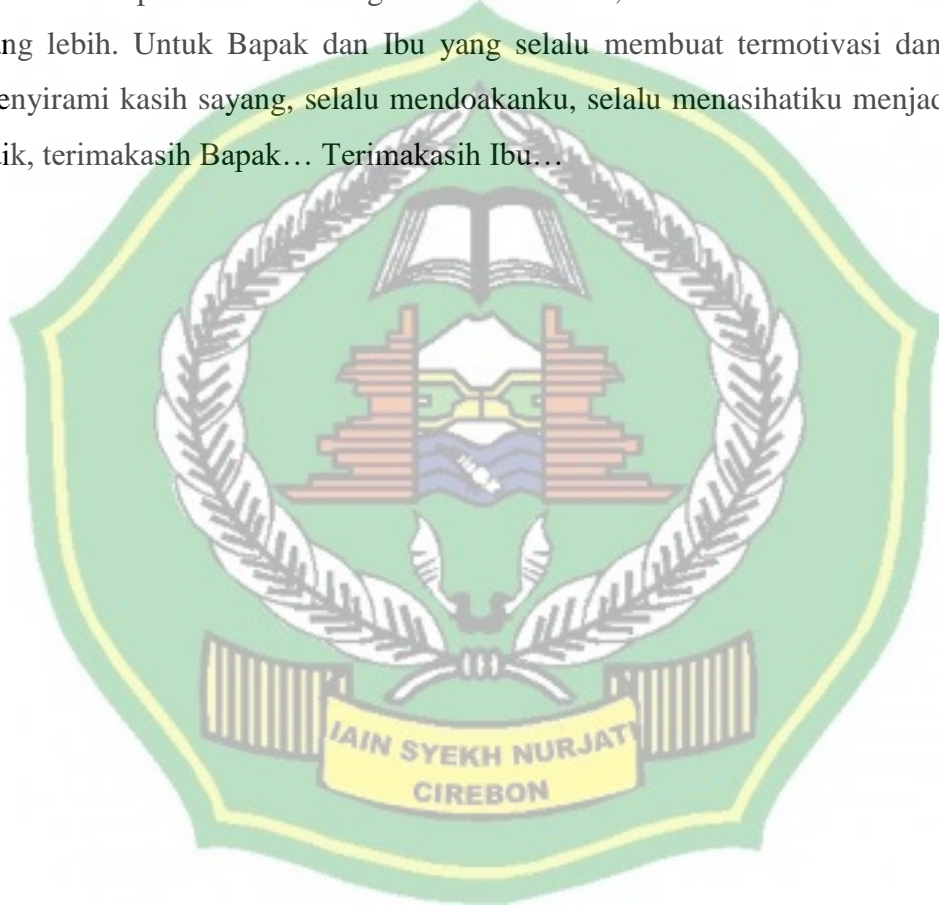 ng lebih. Untuk Bapak dan Ibu yang selalu membuat termotivasi dan
enyirami kasih sayang, selalu mendoakanku, selalu menasihatiku menjad
ik, terimakasih Bapak… Terimakasih Ibu…
IAIN SYEKH NURJATI
CIREBON